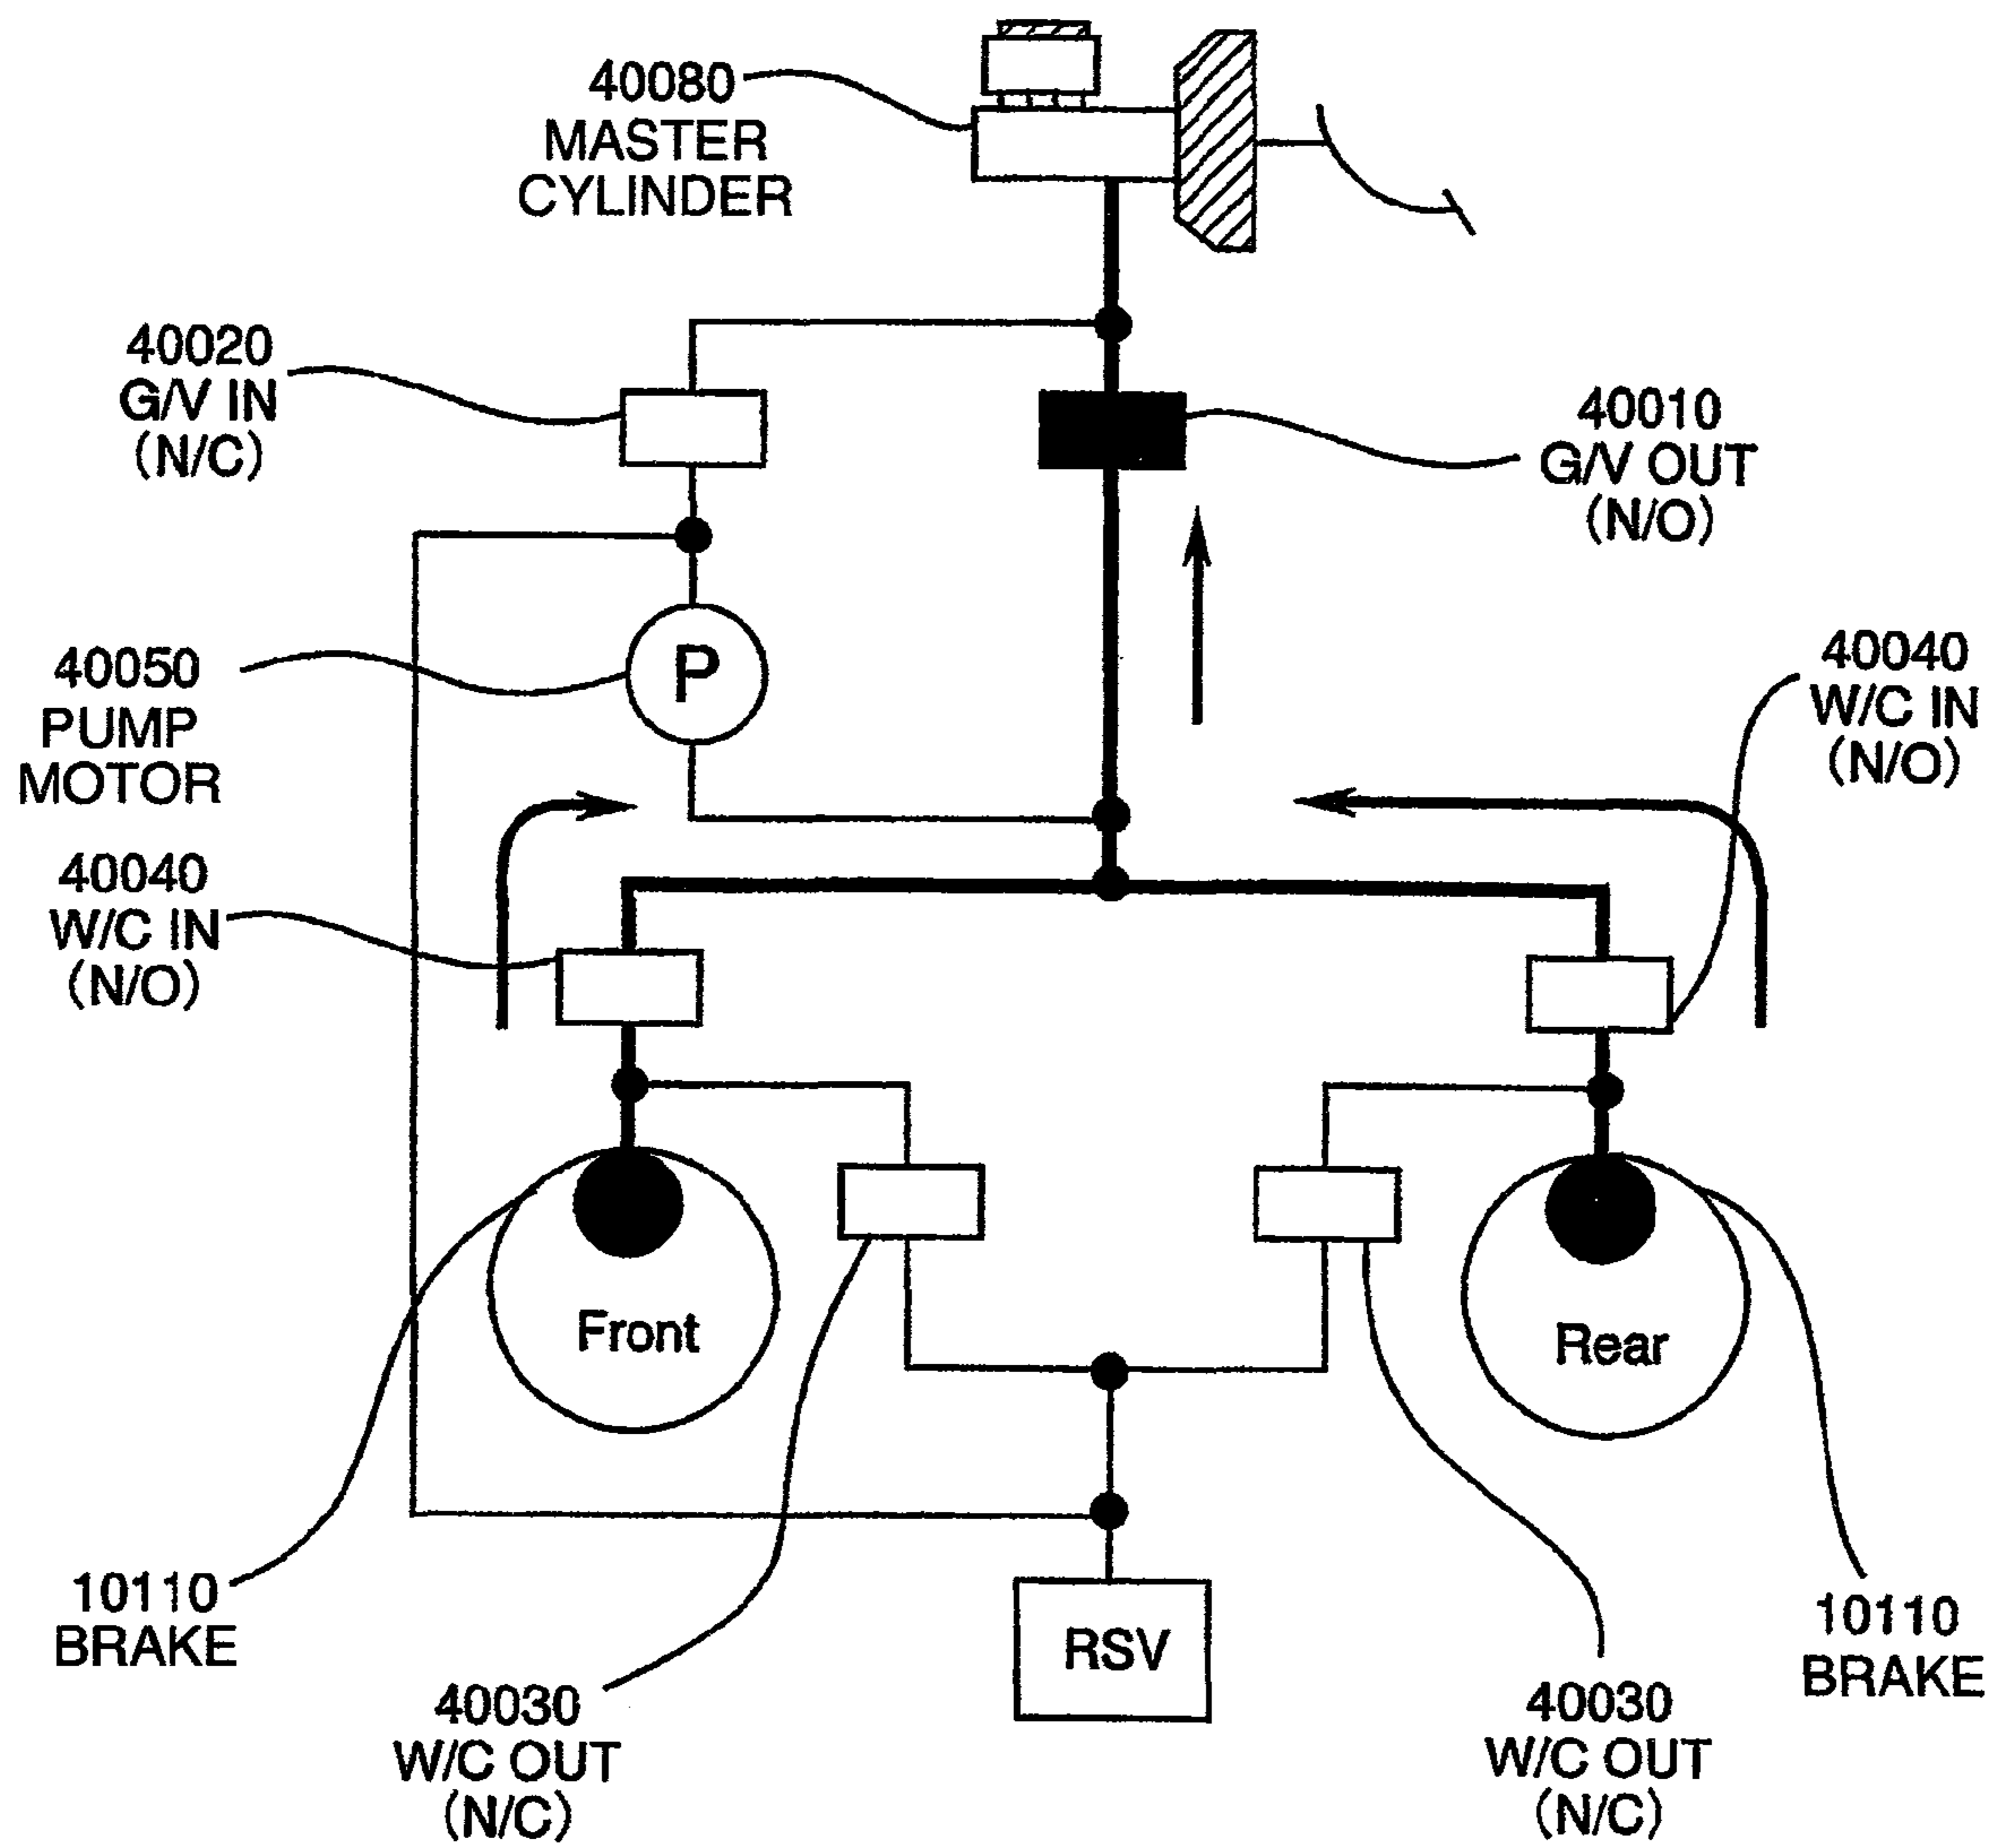 40080
MASTER
CYLINDER
40020
G/V IN
(N/C)
40010
G/V OUT
(N/O)
40050
PUMP
MOTOR
P
40040
W/C IN
(N/O)
40040
W/C IN
(N/O)
Front
Rear
10110
BRAKE
40030
W/C OUT
(N/C)
RSV
40030
W/C OUT
(N/C)
10110
BRAKE